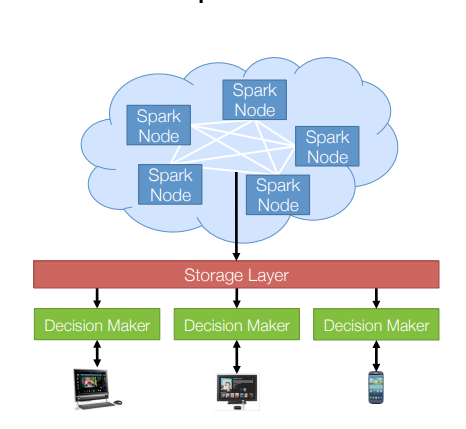 Spark
Node
Spark
Node
Spark
Node
Spark
Node
Spark
Node
Storage Layer
Decision Maker
Decision Maker
Decision Maker